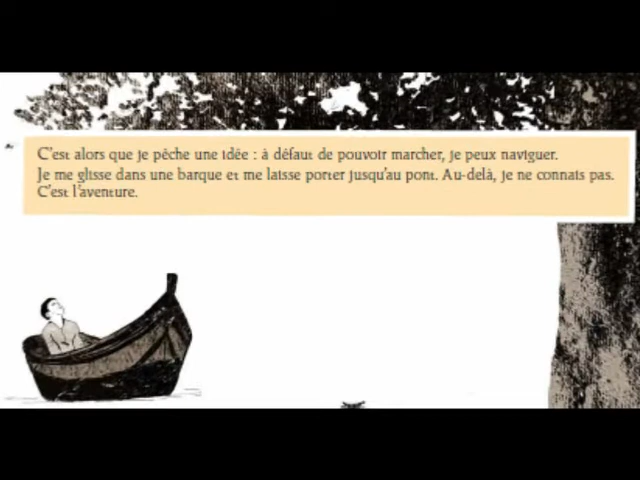 C'est alors que je pêche une idée : à défaut de pouvoir marcher, je peux naviguer.
Je me glisse dans une barque et me laisse porter jusqu'au pont. Au-delà, je ne connais pas.
C'est l'aventure.